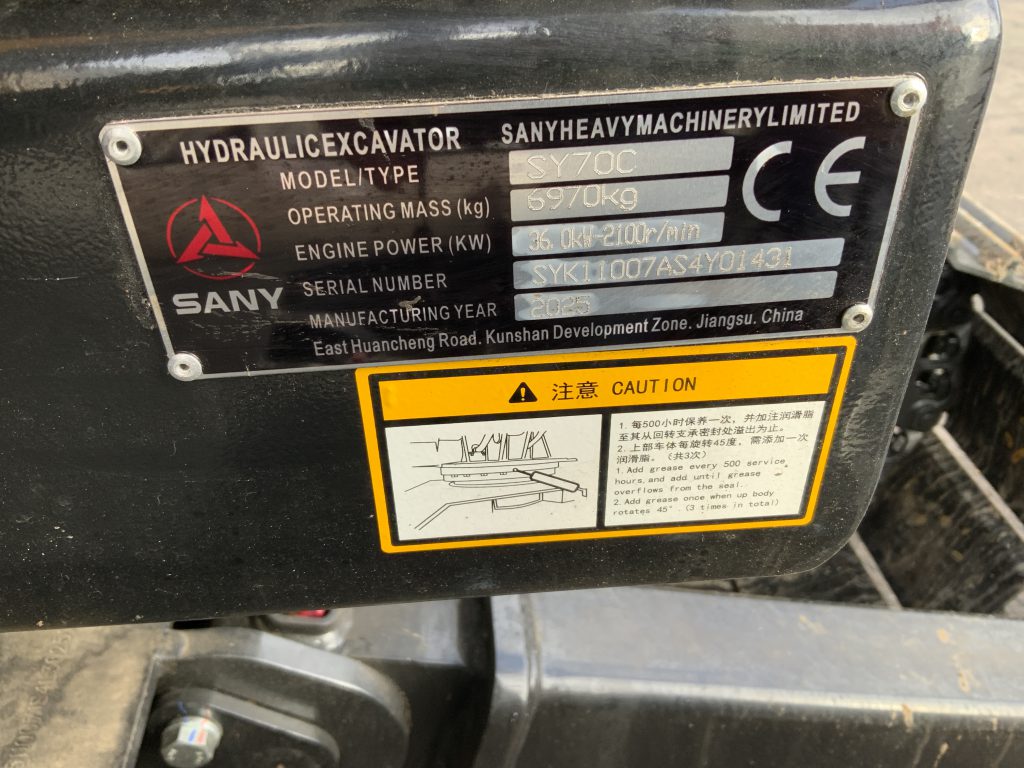 HYDRAULICEXCAVATOR SANYHEAVYMACHINERYLIMITED
MODEL/TYPE SY70C
OPERATING MASS (kg) 6970kg
ENGINE POWER (KW) 36.0kW-2100r/min
SERIAL NUMBER SYK11007AS4Y01431
MANUFACTURING YEAR 2025
East Huancheng Road. Kunshan Development Zone. Jiangsu. China
CE
SANY
注意 CAUTION
1. 每500小时保养一次，并加注润滑脂
至其从回转支承密封处溢出为止。
2. 上部车体每旋转45度，需添加一次
润滑脂。（共3次）
1. Add grease every 500 service
hours, and add until grease
overflows from the seal.
2. Add grease once when up body
rotates 45° . (3 times in total)